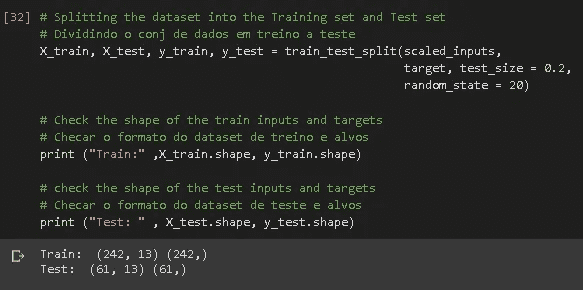 [32] # Splitting the dataset into the Training set and Test set
# Dividindo o conj de dados em treino a teste
X_train, X_test, y_train, y_test = train_test_split(scaled_inputs,
target, test_size = 0.2,
random_state = 20)
# Check the shape of the train inputs and targets
# Checar o formato do dataset de treino e alvos
print ("Train:" ,X_train.shape, y_train.shape)
# check the shape of the test inputs and targets
# Checar o formato do dataset de teste e alvos
print ("Test: " , X_test.shape, y_test.shape)
Train: (242, 13) (242,)
Test: (61, 13) (61,)